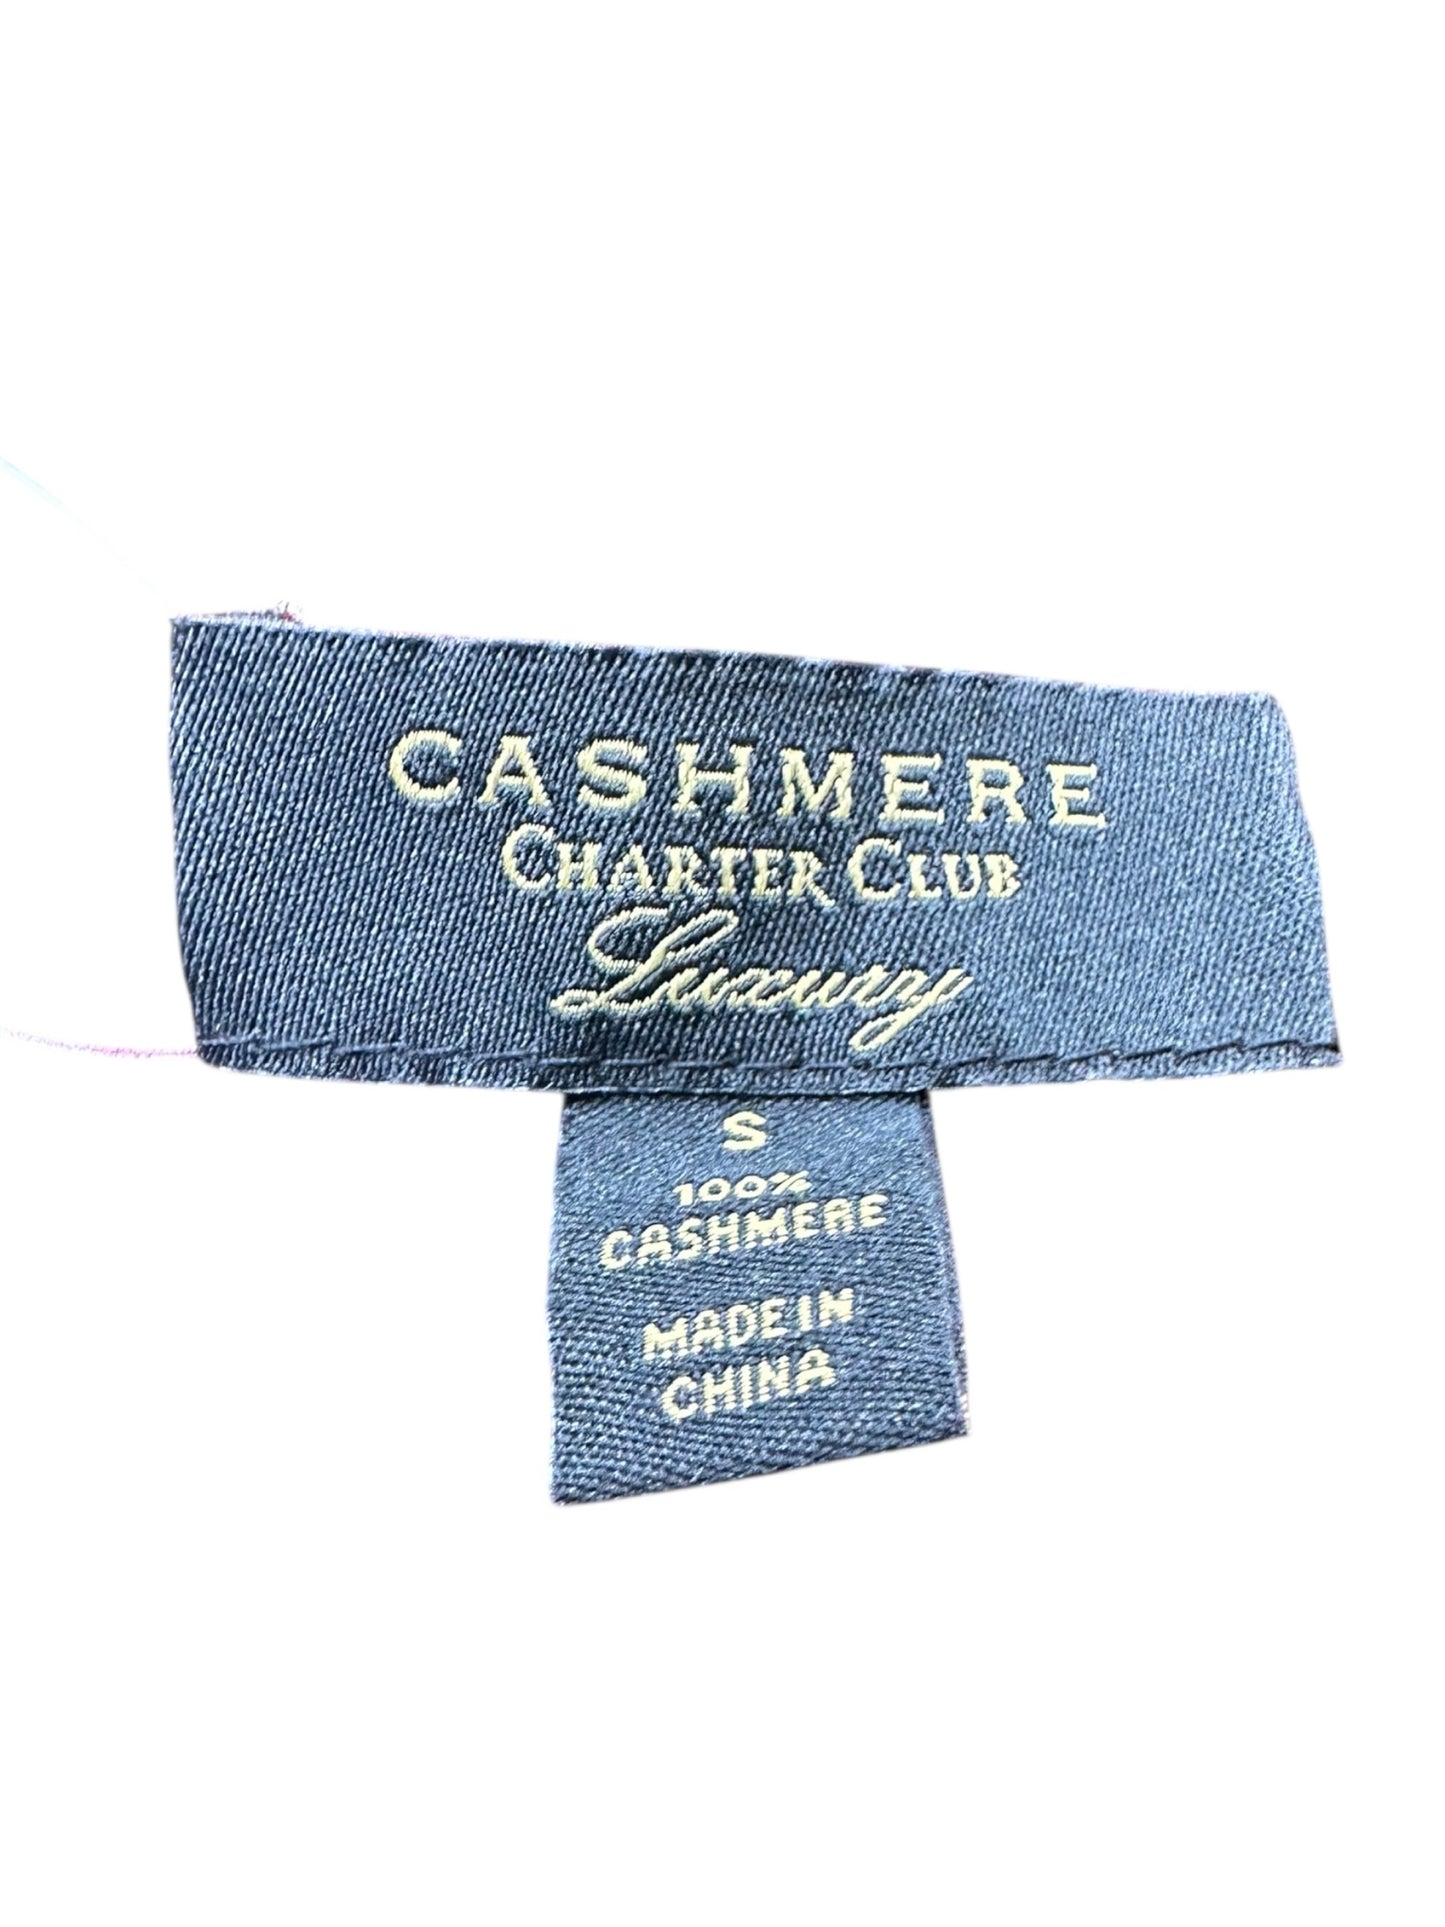 CASHMERE
CHARTER CLUB
Luxury
S
100%
CASHMERE
MADE IN
CHINA